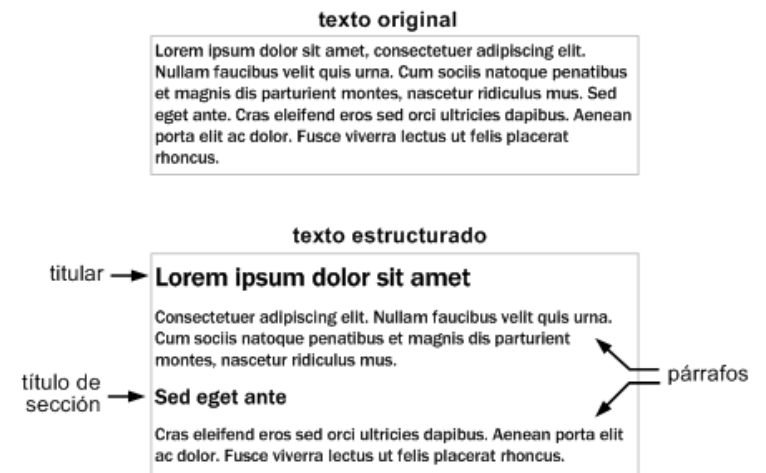 texto original
Lorem ipsum dolor sit amet, consectetuer adipiscing elit.
Nullam faucibus velit quis urna. Cum sociis natoque penatibus
et magnis dis parturient montes, nascetur ridiculus mus. Sed
eget ante. Cras eleifend eros sed orci ultricies dapibus. Aenean
porta elit ac dolor. Fusce viverra lectus ut felis placerat
rhoncus.
texto estructurado
titular
Lorem ipsum dolor sit amet
Consectetuer adipiscing elit. Nullam faucibus velit quis urna.
Cum sociis natoque penatibus et magnis dis parturient
montes, nascetur ridiculus mus.
párrafos
título de
sección
Sed eget ante
Cras eleifend eros sed orci ultricies dapibus. Aenean porta elit
ac dolor. Fusce viverra lectus ut felis placerat rhoncus.